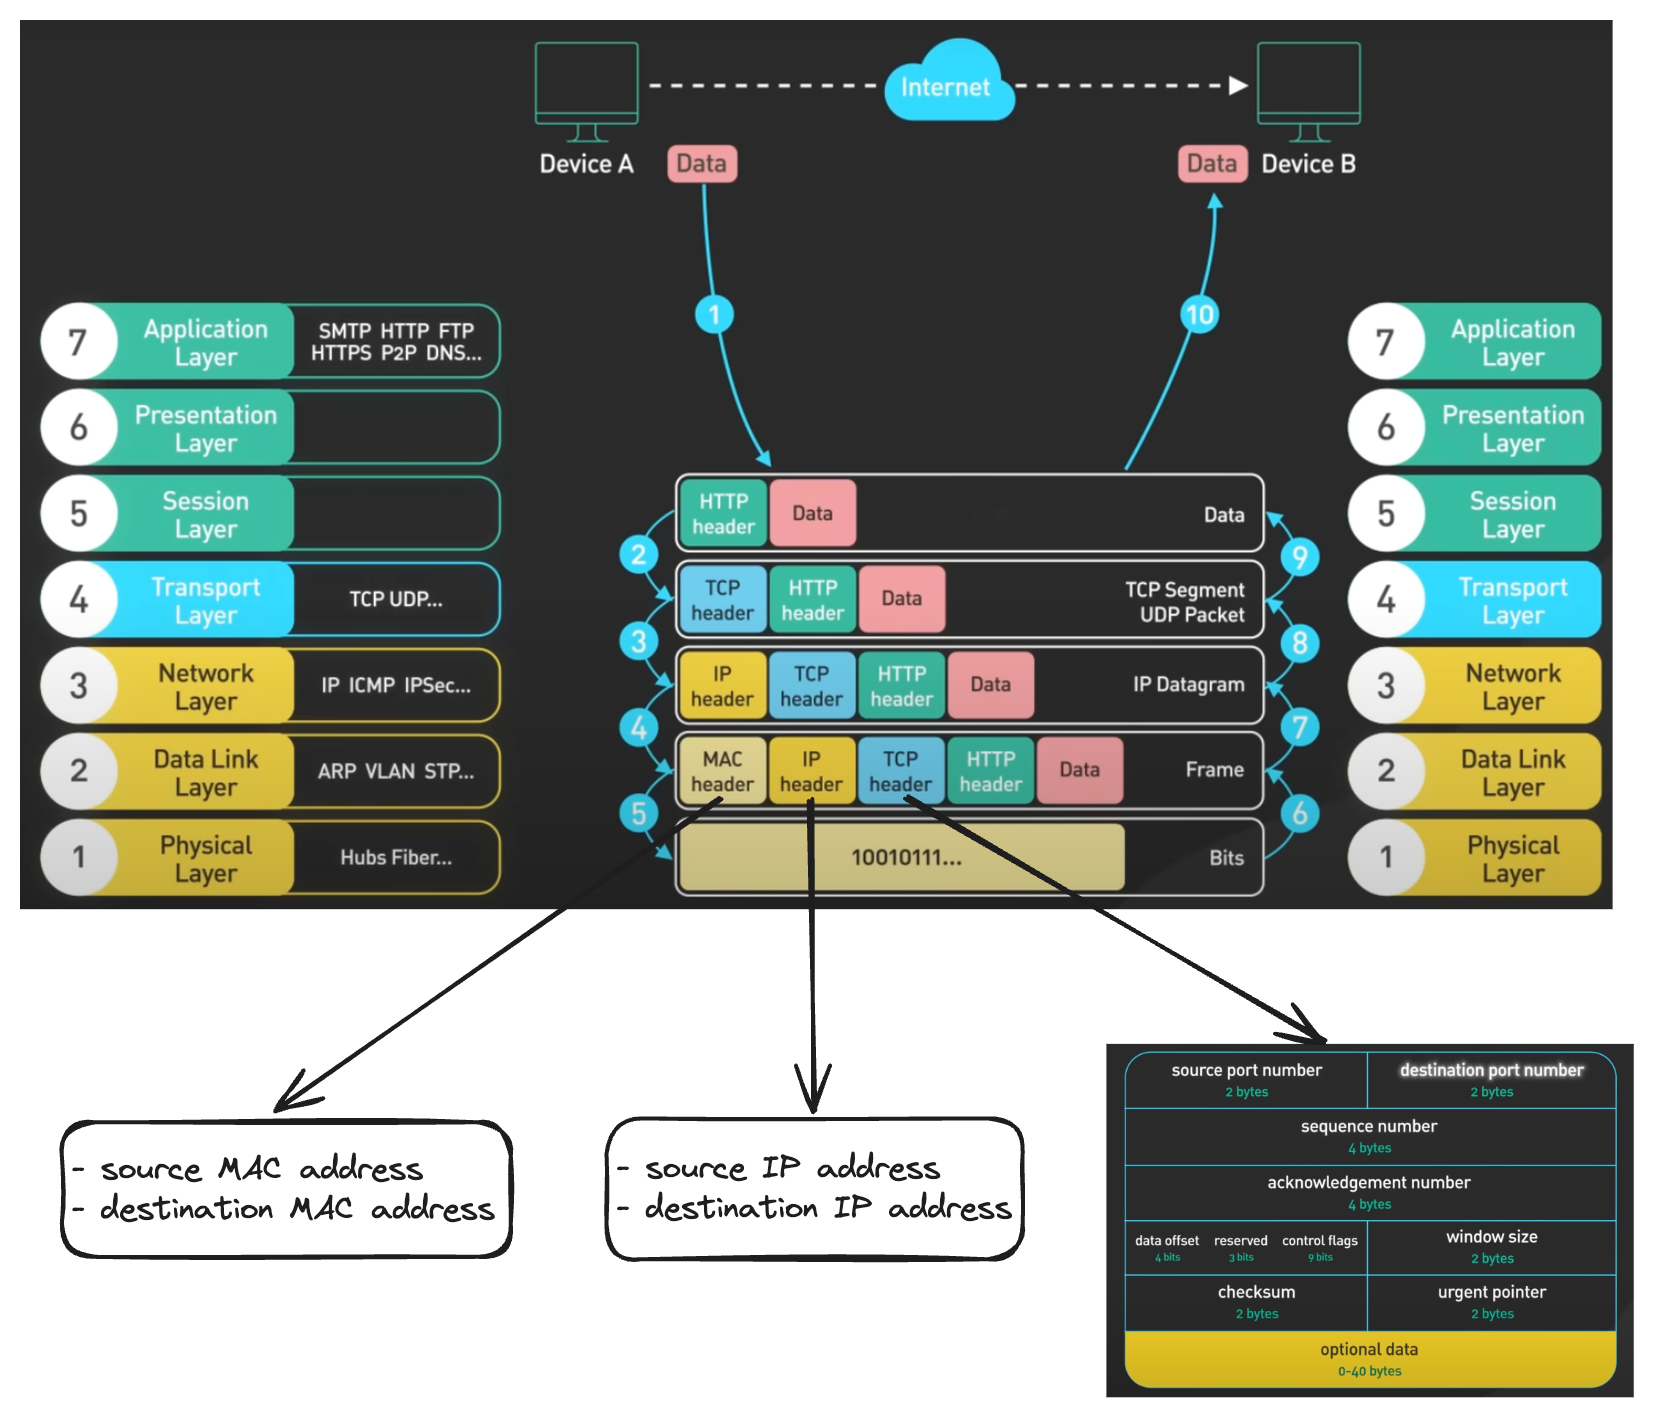 Internet
Device A
Data
Data
Device B
1
10
7
Application
Layer
SMTP HTTP FTP
HTTPS P2P DNS...
6
Presentation
Layer
5
Session
Layer
4
Transport
Layer
TCP UDP...
3
Network
Layer
IP ICMP IPSec...
2
Data Link
Layer
ARP VLAN STP...
1
Physical
Layer
Hubs Fiber...
2
3
4
5
HTTP
header
Data
Data
TCP
header
HTTP
header
Data
TCP Segment
UDP Packet
IP
header
TCP
header
HTTP
header
Data
IP Datagram
MAC
header
IP
header
TCP
header
HTTP
header
Data
Frame
10010111...
Bits
9
8
7
6
7
Application
Layer
6
Presentation
Layer
5
Session
Layer
4
Transport
Layer
3
Network
Layer
2
Data Link
Layer
1
Physical
Layer
- source MAC address
- destination MAC address
- source IP address
- destination IP address
source port number
2 bytes
destination port number
2 bytes
sequence number
4 bytes
acknowledgement number
4 bytes
data offset
4 bits
reserved
3 bits
control flags
9 bits
window size
2 bytes
checksum
2 bytes
urgent pointer
2 bytes
optional data
0-40 bytes